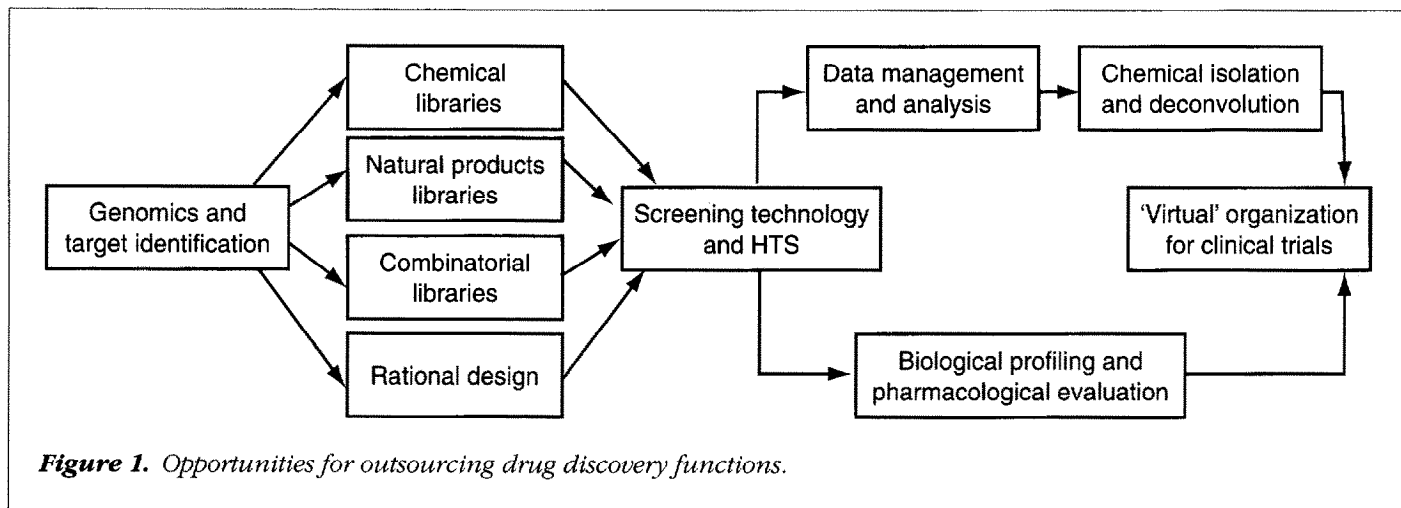 Genomics and
target identification
Chemical
libraries
Natural products
libraries
Combinatorial
libraries
Rational design
Screening technology
and HTS
Data management
and analysis
Chemical isolation
and deconvolution
Biological profiling and
pharmacological evaluation
'Virtual' organization
for clinical trials
Figure 1. Opportunities for outsourcing drug discovery functions.